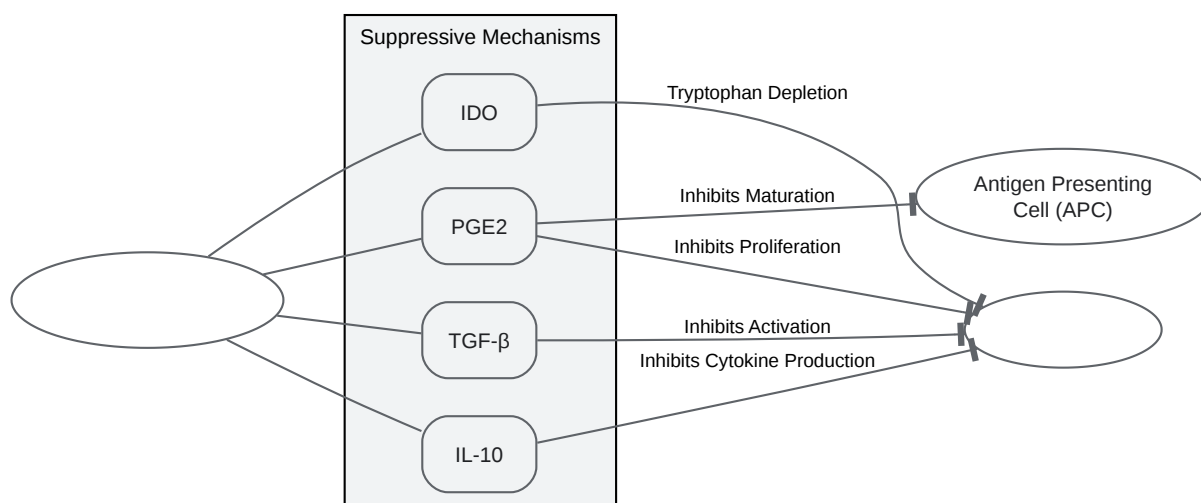 Suppressive Mechanisms
IDO
Tryptophan Depletion
PGE2
Inhibits Maturation
Antigen Presenting
Cell (APC)
Inhibits Proliferation
TGF-β
Inhibits Activation
Inhibits Cytokine Production
IL-10